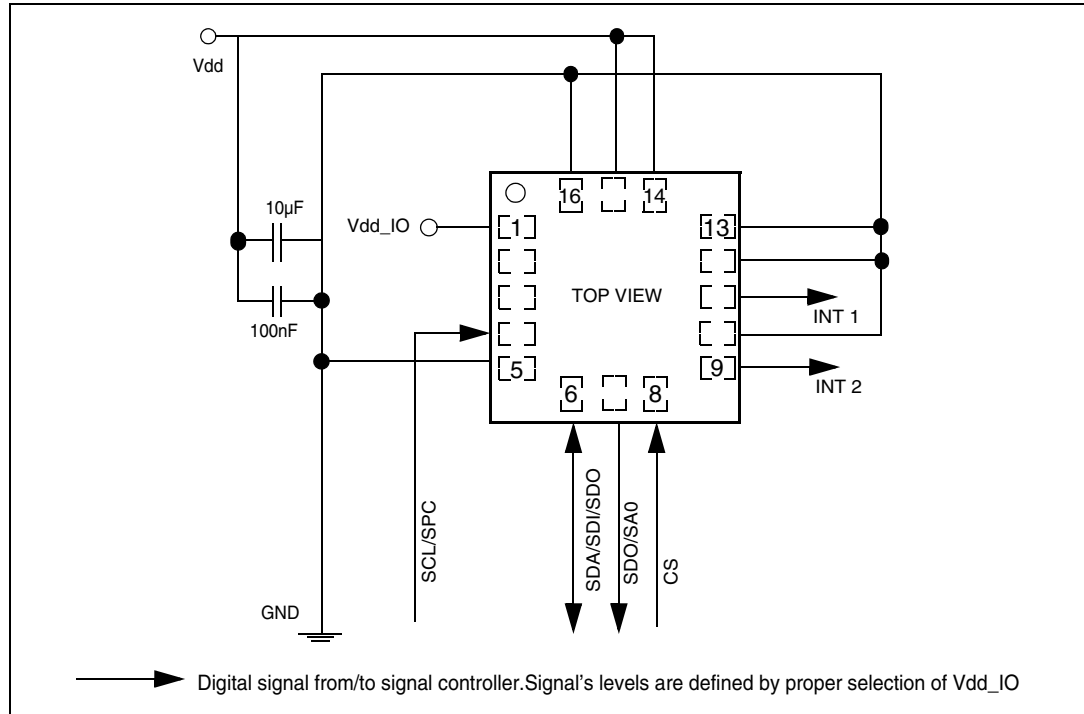 Vdd
16
14
10µF
Vdd_IO
1
13
TOP VIEW
INT 1
100nF
5
9
INT 2
6
8
SCL/SPC
SDA/SDI/SDO
SDO/SA0
CS
GND
Digital signal from/to signal controller.Signal's levels are defined by proper selection of Vdd_IO